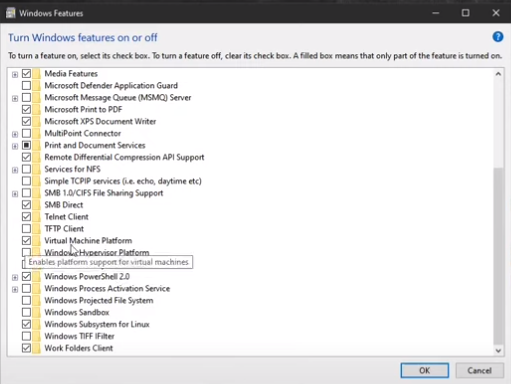 Windows Features
Turn Windows features on or off
To turn a feature on, select its check box. To turn a feature off, clear its check box. A filled box means that only part of the feature is turned on.
Media Features
Microsoft Defender Application Guard
Microsoft Message Queue (MSMQ) Server
Microsoft Print to PDF
Microsoft XPS Document Writer
MultiPoint Connector
Print and Document Services
Remote Differential Compression API Support
Services for NFS
Simple TCPIP services (i.e. echo, daytime etc)
SMB 1.0/CIFS File Sharing Support
SMB Direct
Telnet Client
TFTP Client
Virtual Machine Platform
Windows Hypervisor Platform
Enables platform support for virtual machines
Windows PowerShell 2.0
Windows Process Activation Service
Windows Projected File System
Windows Sandbox
Windows Subsystem for Linux
Windows TIFF IFilter
Work Folders Client
OK
Cancel